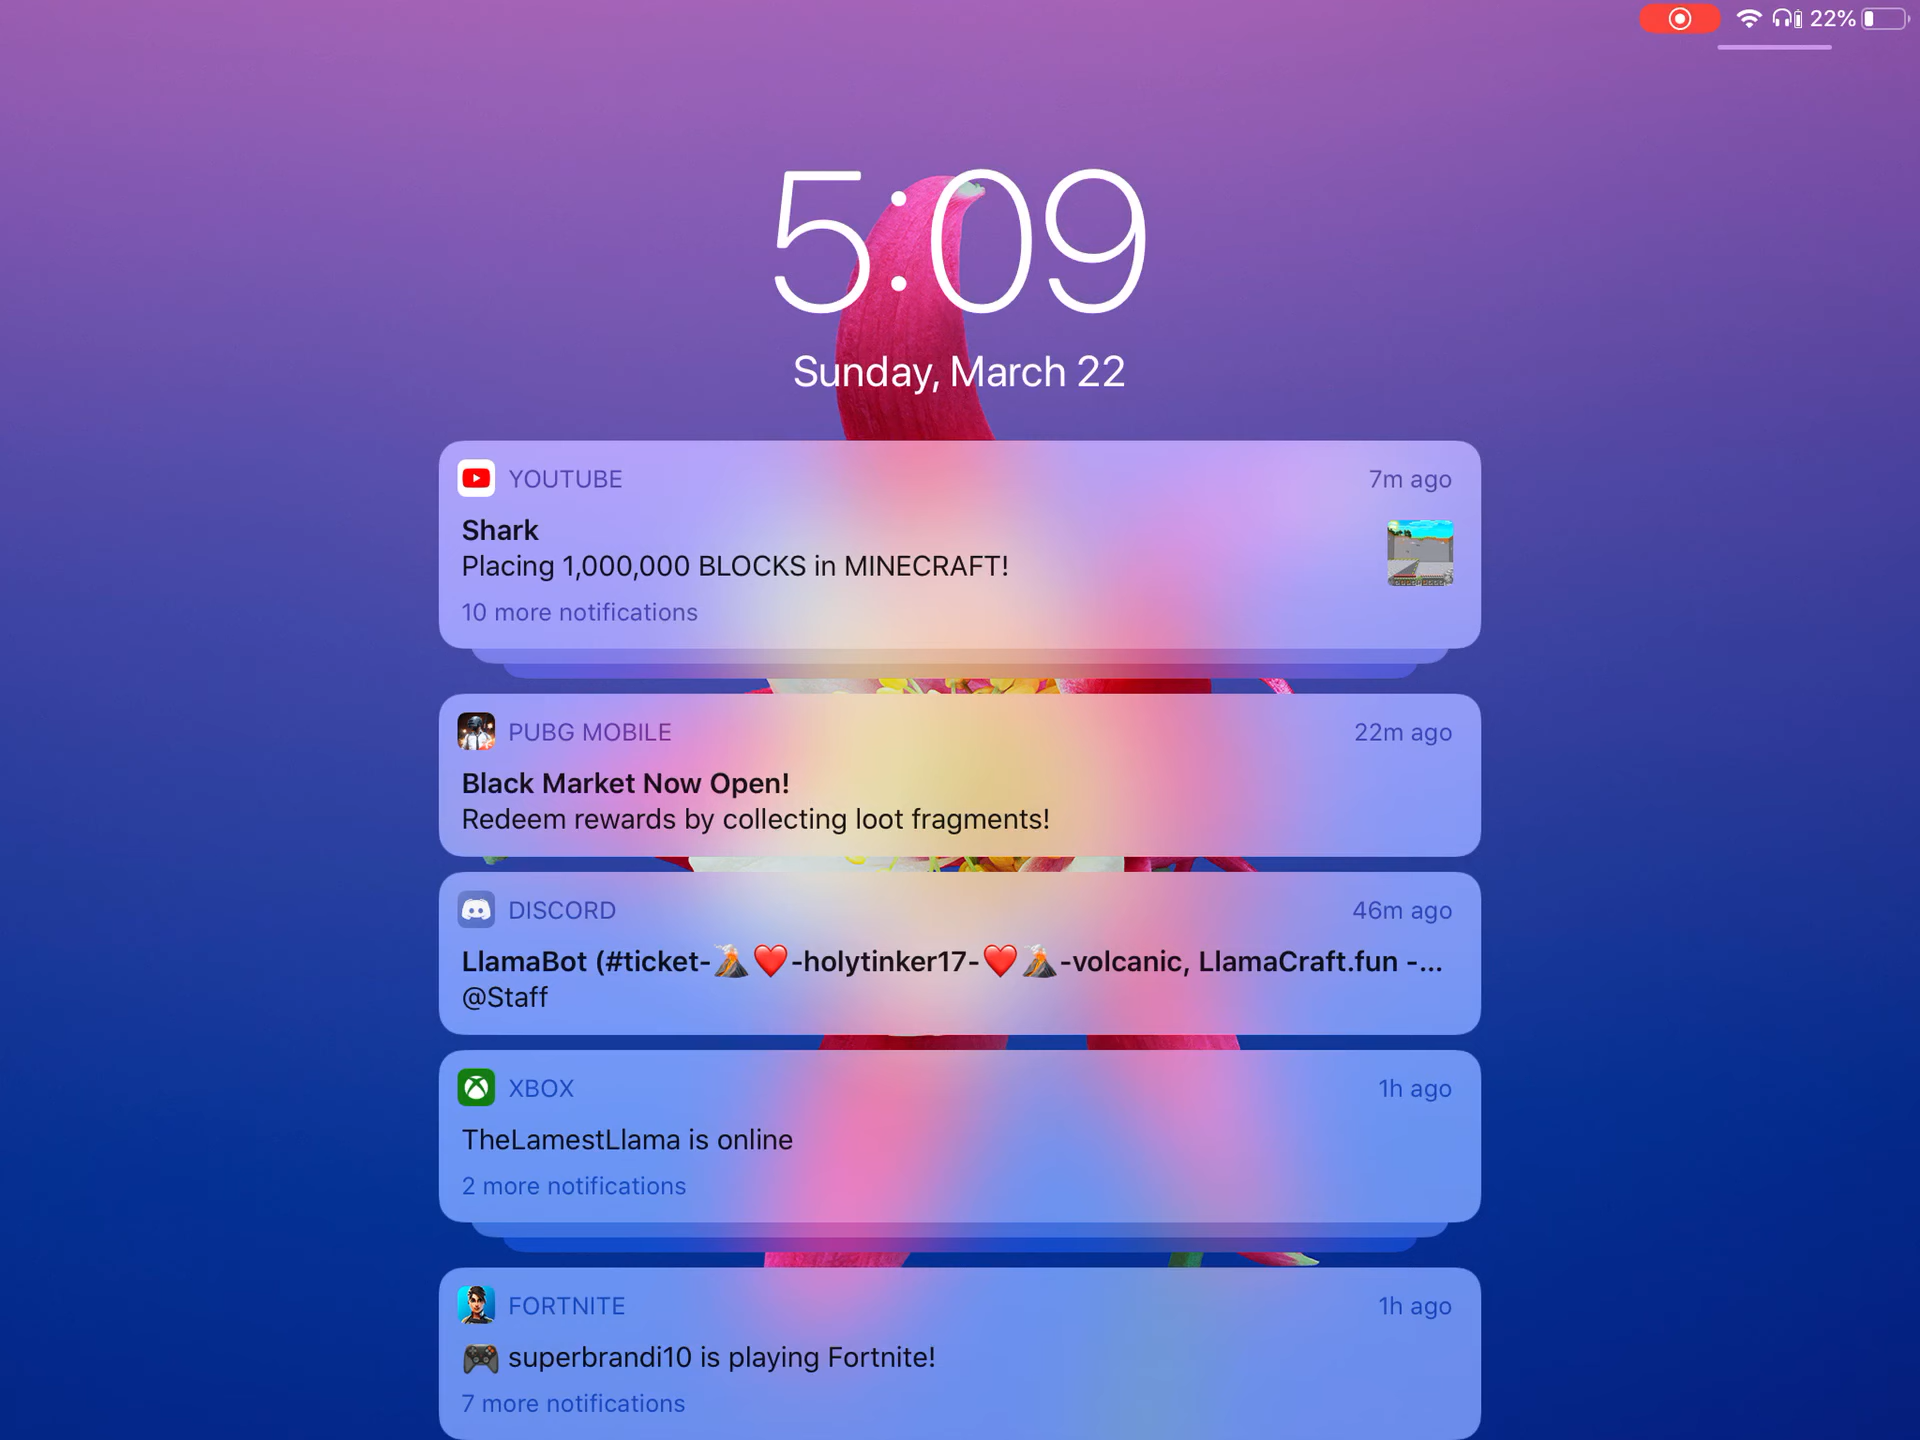 22%
5:09
Sunday, March 22
YOUTUBE 7m ago
Shark
Placing 1,000,000 BLOCKS in MINECRAFT!
10 more notifications
PUBG MOBILE 22m ago
Black Market Now Open!
Redeem rewards by collecting loot fragments!
DISCORD 46m ago
LlamaBot (#ticket-🌋❤️-holytinker17-❤️🌋-volcanic, LlamaCraft.fun -...
@Staff
XBOX 1h ago
TheLamestLlama is online
2 more notifications
FORTNITE 1h ago
🎮 superbrandi10 is playing Fortnite!
7 more notifications